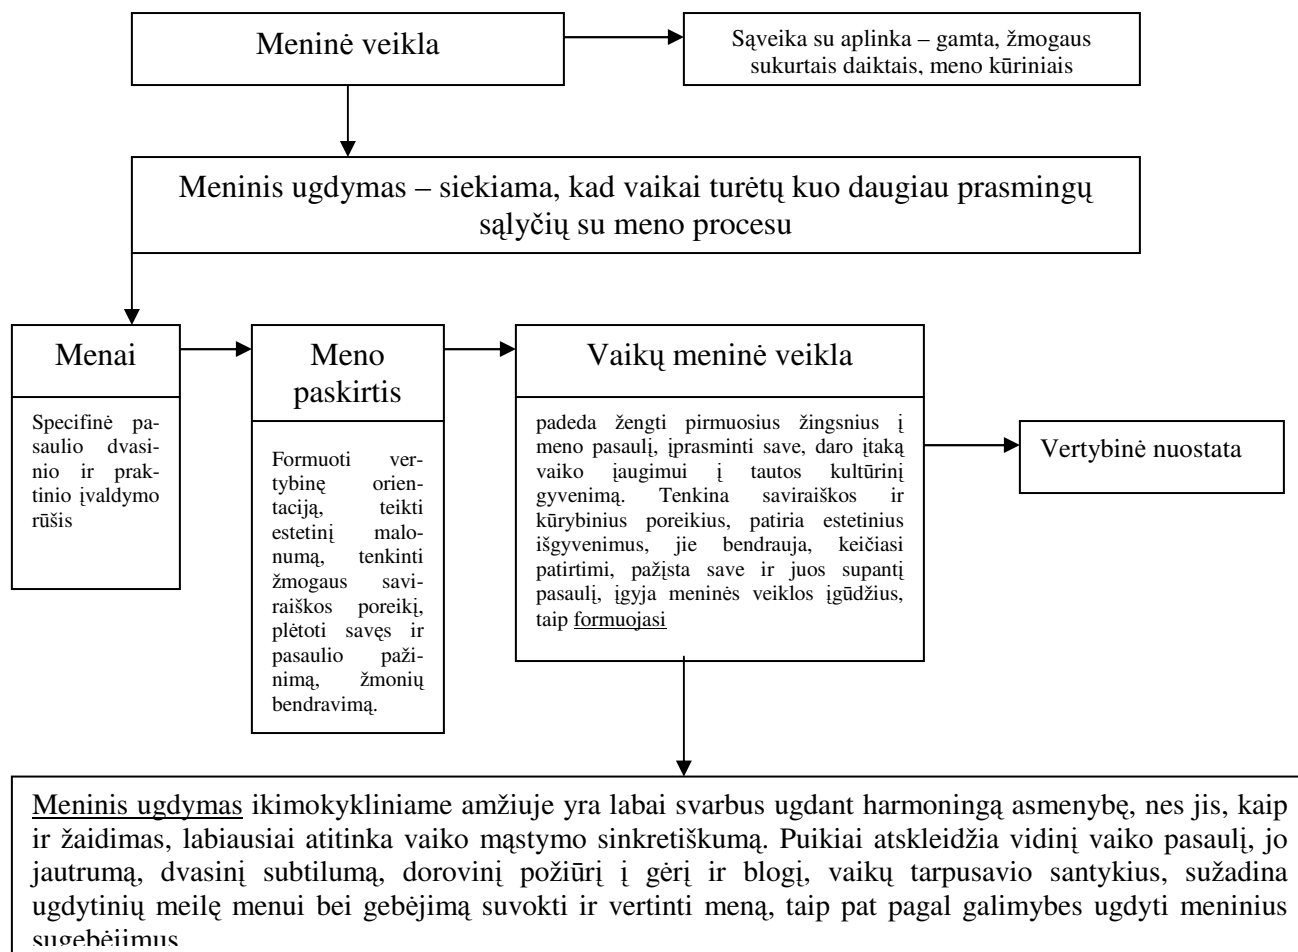 Meninė veikla
Sąveika su aplinka – gamta, žmogaus
sukurtais daiktais, meno kūriniais
Meninis ugdymas – siekiama, kad vaikai turėtų kuo daugiau prasmingų
sąlyčių su meno procesu
Menai
Specifinė pa-
saulio dvasi-
nio ir prak-
tinio įvaldymo
rūšis
Meno
paskirtis
Formuoti ver-
tybinę orien-
taciją, teikti
estetinį malo-
numą, tenkinti
žmogaus savi-
raiškos poreikį,
plėtoti savęs ir
pasaulio paži-
nimą, žmonių
bendravimą.
Vaikų meninė veikla
padeda žengti pirmuosius žingsnius į
meno pasaulį, įprasminti save, daro įtaką
vaiko įaugimui į tautos kultūrinį
gyvenimą. Tenkina saviraiškos ir
kūrybinius poreikius, patiria estetinius
išgyvenimus, jie bendrauja, keičiasi
patirtimi, pažįsta save ir juos supantį
pasaulį, įgyja meninės veiklos įgūdžius,
taip formuojasi
Vertybinė nuostata
Meninis ugdymas ikimokykliniame amžiuje yra labai svarbus ugdant harmoningą asmenybę, nes jis, kaip
ir žaidimas, labiausiai atitinka vaiko mąstymo sinkretiškumą. Puikiai atskleidžia vidinį vaiko pasaulį, jo
jautrumą, dvasinį subtilumą, dorovinį požiūrį į gėrį ir blogį, vaikų tarpusavio santykius, sužadina
ugdytinių meilę menui bei gebėjimą suvokti ir vertinti meną, taip pat pagal galimybes ugdyti meninius
sugebėjimus